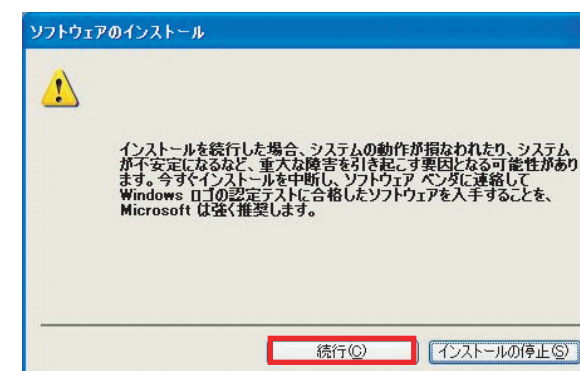 ソフトウェアのインストール
インストールを続行した場合、システムの動作が損なわれたり、システム
が不安定になるなど、重大な障害を引き起こす要因となる可能性があり
ます。今すぐインストールを中断し、ソフトウェア ベンダに連絡して
Windows ロゴの認定テストに合格したソフトウェアを入手することを、
Microsoft は強く推奨します。
続行(C) インストールの停止(S)